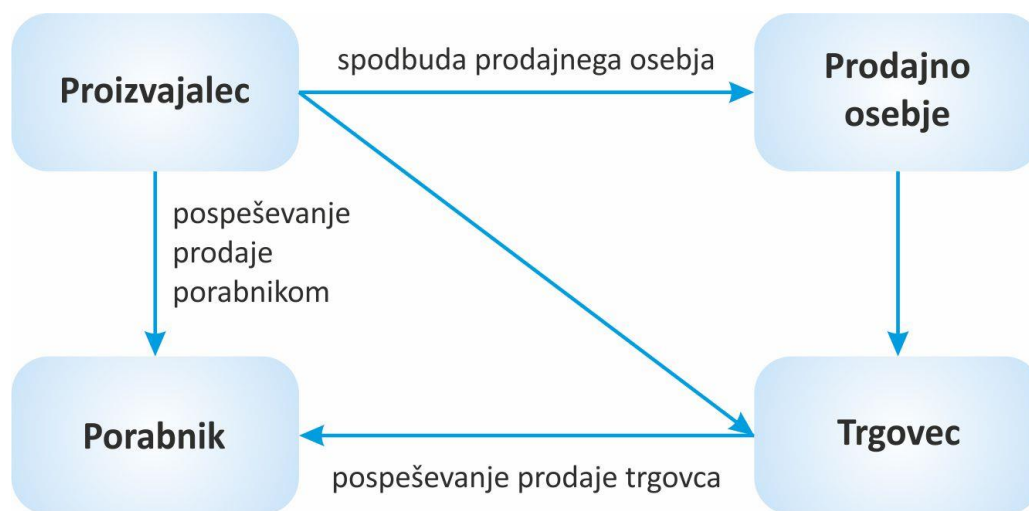 Proizvajalec
spodbuda prodajnega osebja
Prodajno
osebje
pospeševanje
prodaje
porabnikom
Porabnik
pospeševanje prodaje trgovca
Trgovec